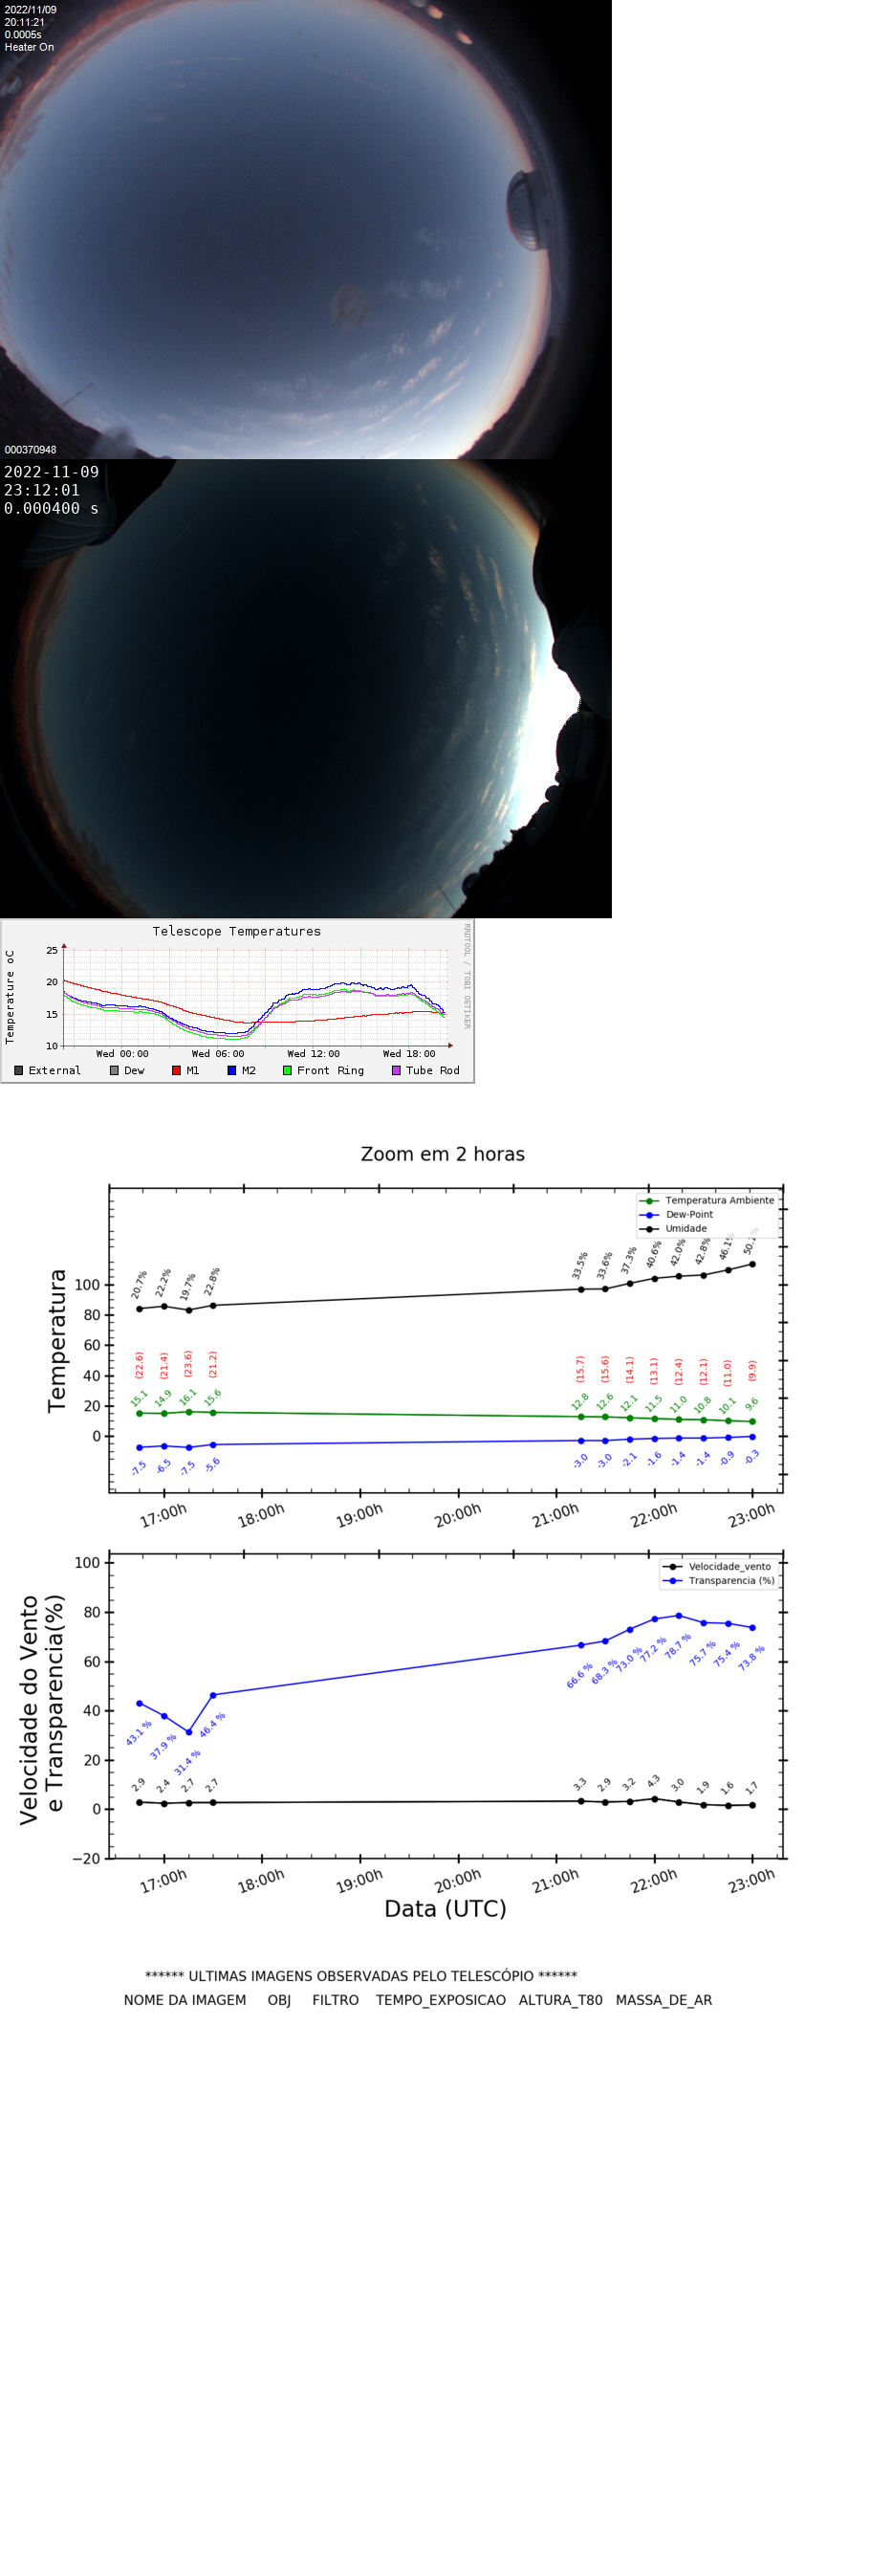 2022/11/09
20:11:21
0.0005s
Heater On
000370948
2022-11-09
23:12:01
0.000400 s
Telescope Temperatures
RRDTOOL / TOBI OETIKER
Temperature oC
25
20
15
10
Wed 00:00 Wed 06:00 Wed 12:00 Wed 18:00
External Dew M1 M2 Front Ring Tube Rod
Zoom em 2 horas
Temperatura Ambiente
Dew-Point
Umidade
Temperatura
100
80
60
40
20
0
20.7% 22.2% 19.7% 22.8% 33.5% 33.6% 37.3% 40.6% 42.0% 42.8% 46.1%
(22.6) (21.4) (23.6) (21.2) (15.7) (15.6) (14.1) (13.1) (12.4) (12.1) (11.0) (9.9)
15.1 14.9 16.1 15.6 12.8 12.6 12.1 11.5 11.0 10.8 10.1 9.6
-7.5 -6.5 -7.5 -5.6 -3.0 -3.0 -2.1 -1.6 -1.4 -1.4 -0.9 -0.3
17:00h 18:00h 19:00h 20:00h 21:00h 22:00h 23:00h
Velocidade_vento
Transparencia (%)
Velocidade do Vento
e Transparencia(%)
100
80
60
40
20
0
−20
43.1 % 37.9 % 31.4 % 46.4 % 66.6 % 68.3 % 73.0 % 77.2 % 78.7 % 75.7 % 75.4 % 73.8 %
2.9 2.4 2.7 2.7 3.3 2.9 3.2 4.3 3.0 1.9 1.6 1.7
17:00h 18:00h 19:00h 20:00h 21:00h 22:00h 23:00h
Data (UTC)
****** ULTIMAS IMAGENS OBSERVADAS PELO TELESCÓPIO ******
NOME DA IMAGEM OBJ FILTRO TEMPO_EXPOSICAO ALTURA_T80 MASSA_DE_AR